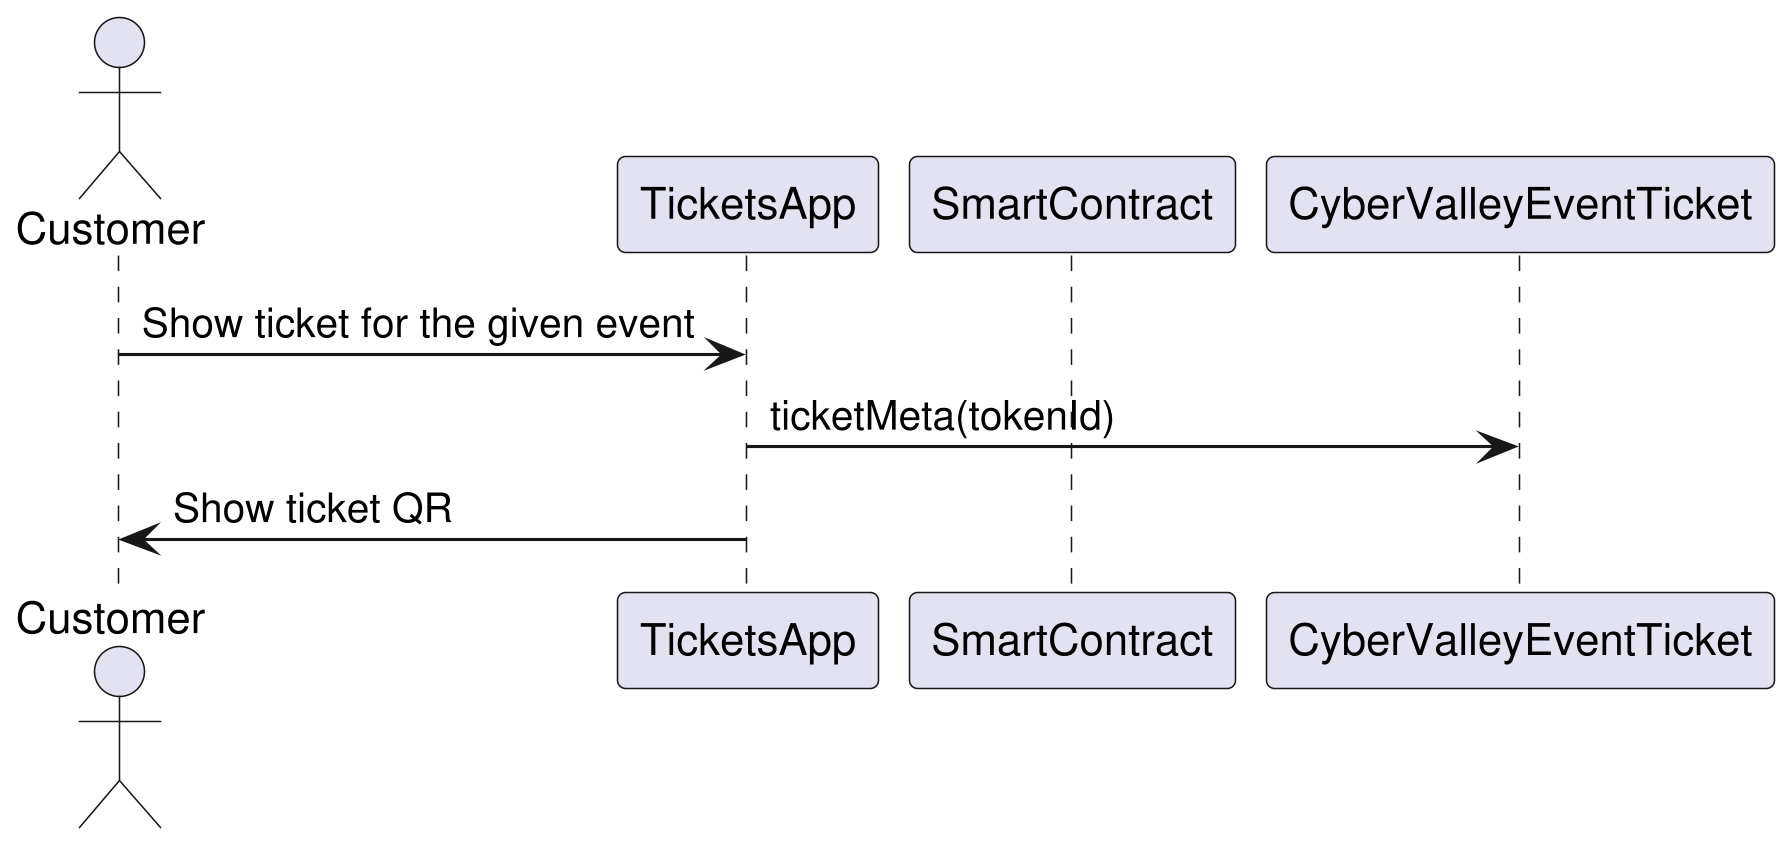 Customer
TicketsApp
SmartContract
CyberValleyEventTicket
Show ticket for the given event
ticketMeta(tokenId)
Show ticket QR
Customer
TicketsApp
SmartContract
CyberValleyEventTicket